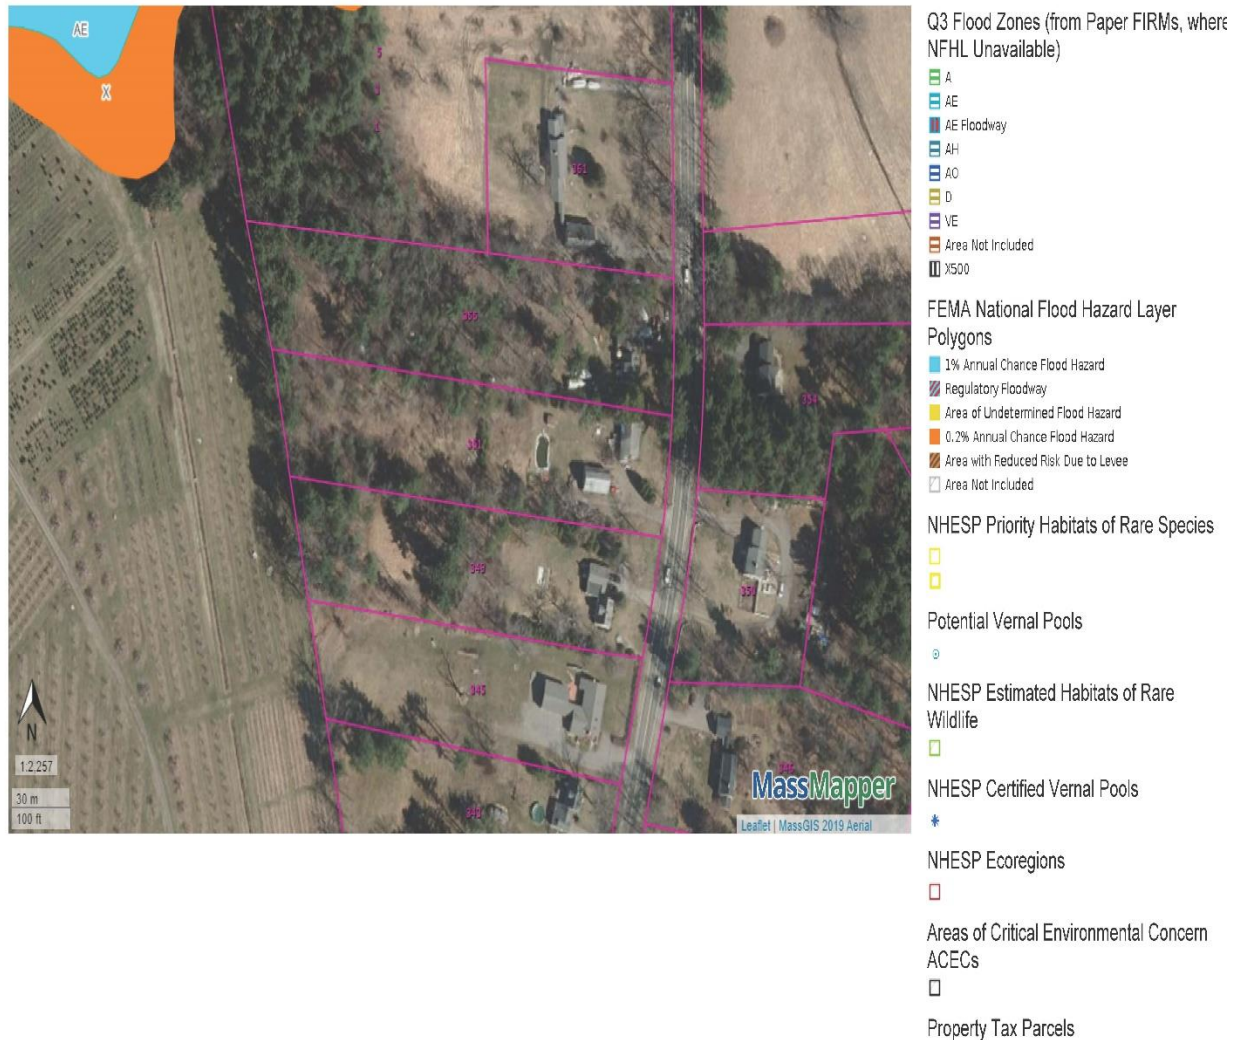 AE
X
361
355
351
354
349
350
345
343
N
1:2,257
30 m
100 ft
MassMapper
Leaflet | MassGIS 2019 Aerial
Q3 Flood Zones (from Paper FIRMs, where
NFHL Unavailable)
A
AE
AE Floodway
AH
AO
D
VE
Area Not Included
X500
FEMA National Flood Hazard Layer
Polygons
1% Annual Chance Flood Hazard
Regulatory Floodway
Area of Undetermined Flood Hazard
0.2% Annual Chance Flood Hazard
Area with Reduced Risk Due to Levee
Area Not Included
NHESP Priority Habitats of Rare Species
Potential Vernal Pools
NHESP Estimated Habitats of Rare
Wildlife
NHESP Certified Vernal Pools
NHESP Ecoregions
Areas of Critical Environmental Concern
ACECs
Property Tax Parcels